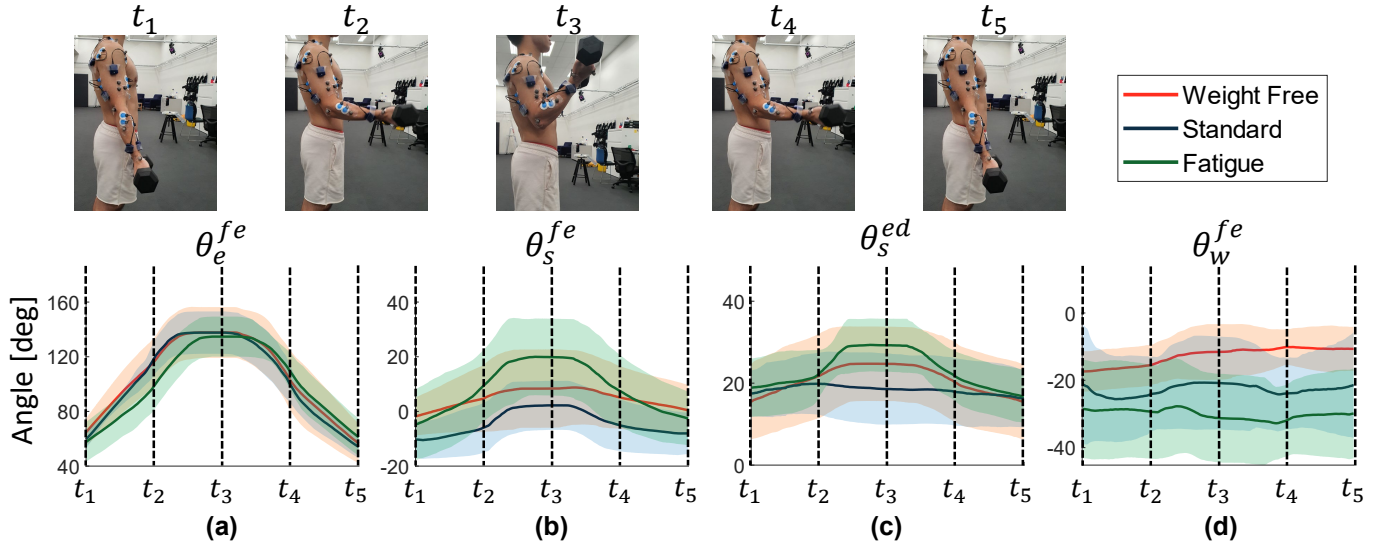 t₁ t₂ t₃ t₄ t₅
Weight Free
Standard
Fatigue
θₑᶠᵉ θₛᶠᵉ θₛᵉᵈ θ_w^{fe}
Angle [deg]
160
120
80
40
t₁ t₂ t₃ t₄ t₅
(a)
40
20
0
-20
t₁ t₂ t₃ t₄ t₅
(b)
40
20
0
t₁ t₂ t₃ t₄ t₅
(c)
0
-20
-40
t₁ t₂ t₃ t₄ t₅
(d)